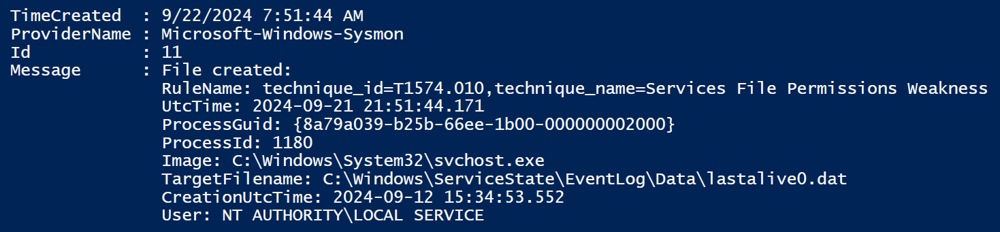 TimeCreated  : 9/22/2024 7:51:44 AM
ProviderName : Microsoft-Windows-Sysmon
Id           : 11
Message      : File created:
               RuleName: technique_id=T1574.010,technique_name=Services File Permissions Weakness
               UtcTime: 2024-09-21 21:51:44.171
               ProcessGuid: {8a79a039-b25b-66ee-1b00-000000002000}
               ProcessId: 1180
               Image: C:\Windows\System32\svchost.exe
               TargetFilename: C:\Windows\ServiceState\EventLog\Data\lastalive0.dat
               CreationUtcTime: 2024-09-12 15:34:53.552
               User: NT AUTHORITY\LOCAL SERVICE